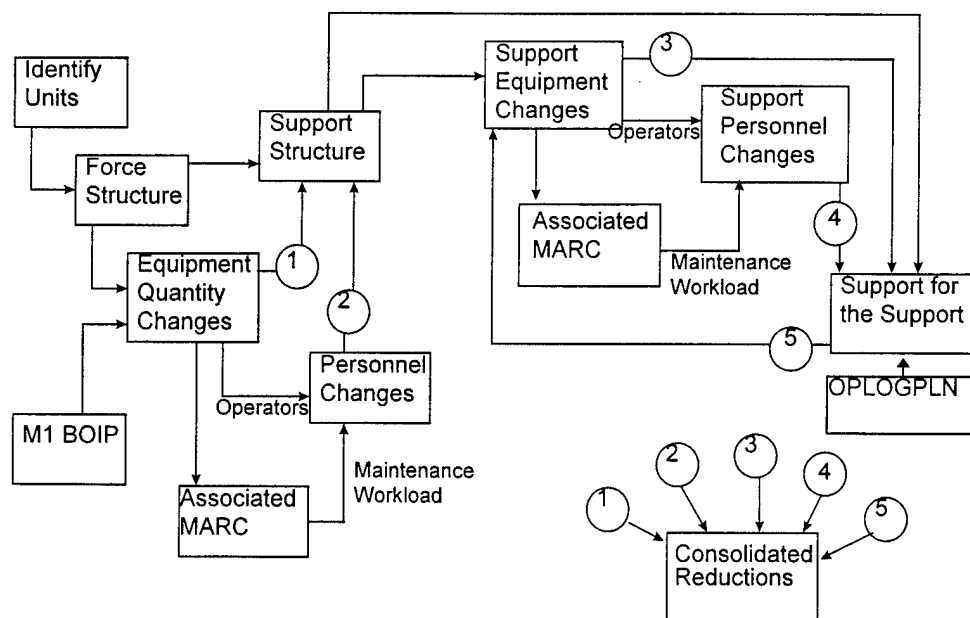 Identify
Units
Force
Structure
Support
Structure
Equipment
Quantity
Changes
M1 BOIP
1
2
Operators
Personnel
Changes
Associated
MARC
Maintenance
Workload
Support
Equipment
Changes
3
Operators
Support
Personnel
Changes
Associated
MARC
Maintenance
Workload
4
Support for
the Support
5
OPLOGPLN
1
2
3
4
5
Consolidated
Reductions